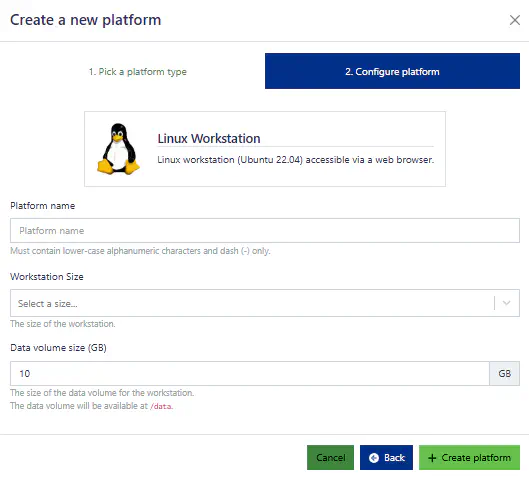 Create a new platform
1. Pick a platform type
2. Configure platform
Linux Workstation
Linux workstation (Ubuntu 22.04) accessible via a web browser.
Platform name
Platform name
Must contain lower-case alphanumeric characters and dash (-) only.
Workstation Size
Select a size...
The size of the workstation.
Data volume size (GB)
10 GB
The size of the data volume for the workstation.
The data volume will be available at /data.
Cancel
Back
+ Create platform